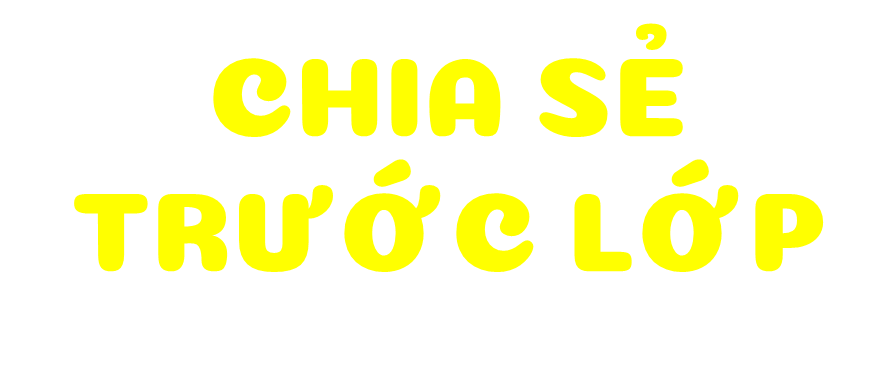 CHIA SẺ
TRƯỚC LỚP